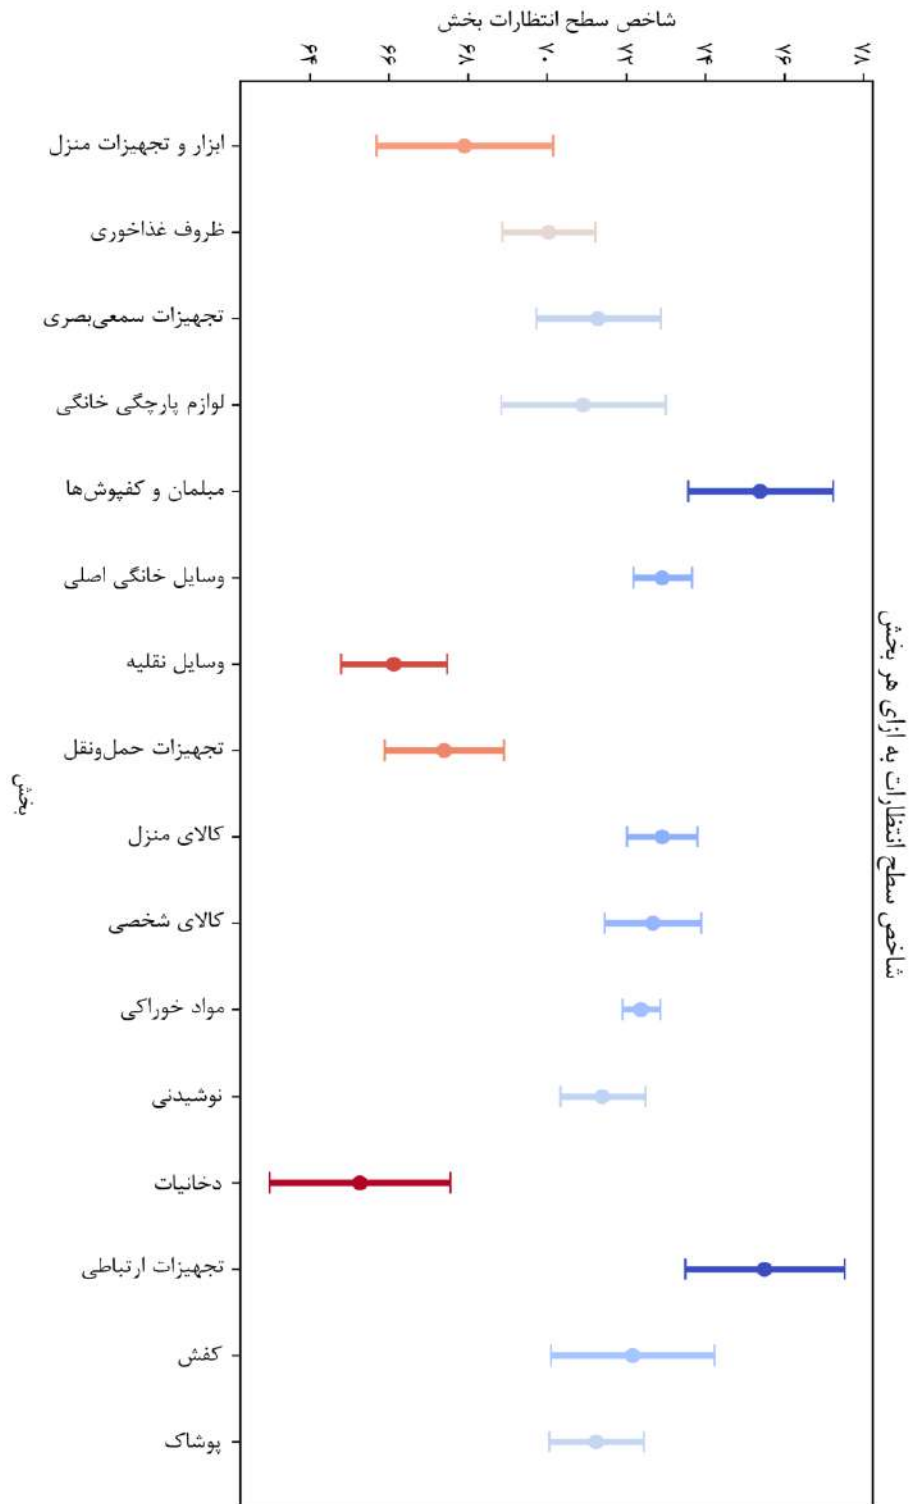 شاخص سطح انتظارات بخش
۶۴
۶۶
۶۸
۷۰
۷۲
۷۴
۷۶
۷۸
ابزار و تجهیزات منزل
ظروف غذاخوری
تجهیزات سمعی‌بصری
لوازم پارچگی خانگی
مبلمان و کفپوش‌ها
وسایل خانگی اصلی
وسایل نقلیه
تجهیزات حمل‌ونقل
کالای منزل
کالای شخصی
مواد خوراکی
نوشیدنی
دخانیات
تجهیزات ارتباطی
کفش
پوشاک
بخش
شاخص سطح انتظارات به ازای هر بخش